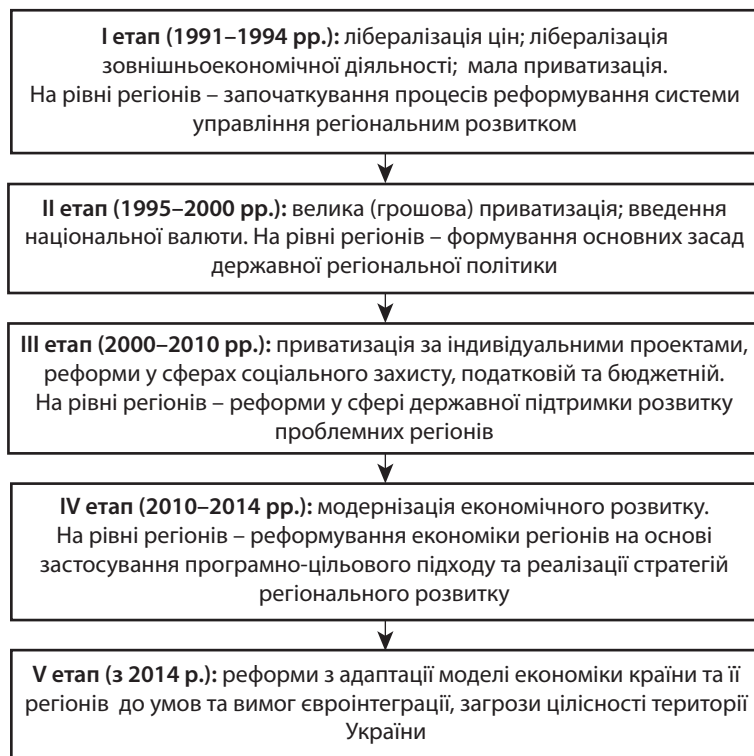 I етап (1991–1994 рр.): лібералізація цін; лібералізація
зовнішньоекономічної діяльності; мала приватизація.
На рівні регіонів – започаткування процесів реформування системи
управління регіональним розвитком
II етап (1995–2000 рр.): велика (грошова) приватизація; введення
національної валюти. На рівні регіонів – формування основних засад
державної регіональної політики
III етап (2000–2010 рр.): приватизація за індивідуальними проектами,
реформи у сферах соціального захисту, податковій та бюджетній.
На рівні регіонів – реформи у сфері державної підтримки розвитку
проблемних регіонів
IV етап (2010–2014 рр.): модернізація економічного розвитку.
На рівні регіонів – реформування економіки регіонів на основі
застосування програмно-цільового підходу та реалізації стратегій
регіонального розвитку
V етап (з 2014 р.): реформи з адаптації моделі економіки країни та її
регіонів до умов та вимог євроінтеграції, загрози цілісності території
України